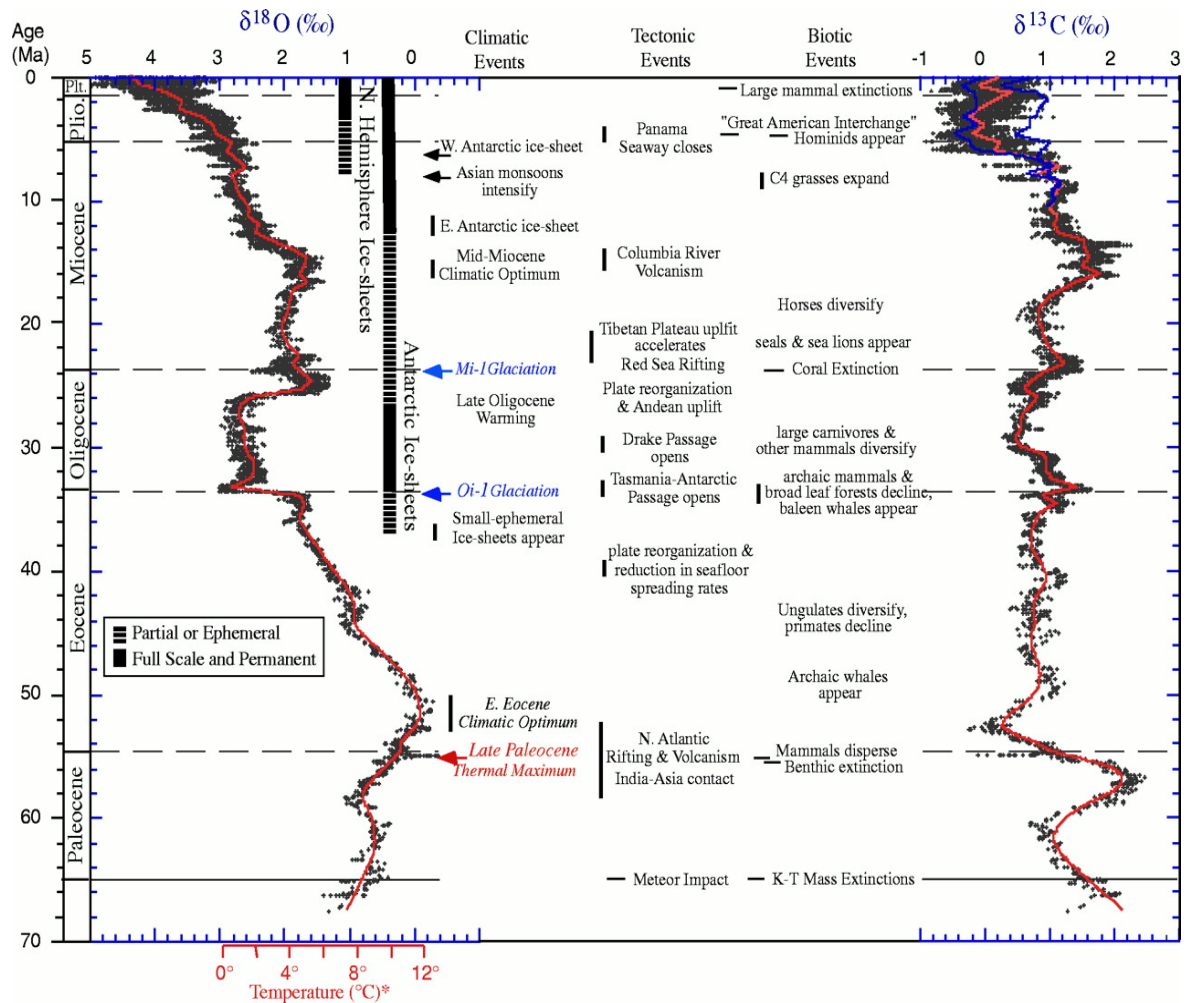 Age
(Ma)
δ18O (‰)
5 4 3 2 1 0
Climatic
Events
Tectonic
Events
Biotic
Events
δ13C (‰)
-1 0 1 2 3
0
10
20
30
40
50
60
70
Plt.
Plio.
Miocene
Oligocene
Eocene
Paleocene
N. Hemisphere Ice-sheets
Antarctic Ice-sheets
W. Antarctic ice-sheet
Asian monsoons
intensify
E. Antarctic ice-sheet
Mid-Miocene
Climatic Optimum
Mi-1 Glaciation
Late Oligocene
Warming
Oi-1 Glaciation
Small-ephemeral
Ice-sheets appear
E. Eocene
Climatic Optimum
Late Paleocene
Thermal Maximum
Panama
Seaway closes
Columbia River
Volcanism
Tibetan Plateau uplfit
accelerates
Red Sea Rifting
Plate reorganization
& Andean uplift
Drake Passage
opens
Tasmania-Antarctic
Passage opens
plate reorganization &
reduction in seafloor
spreading rates
N. Atlantic
Rifting & Volcanism
India-Asia contact
Meteor Impact
Large mammal extinctions
"Great American Interchange"
Hominids appear
C4 grasses expand
Horses diversify
seals & sea lions appear
Coral Extinction
large carnivores &
other mammals diversify
archaic mammals &
broad leaf forests decline,
baleen whales appear
Ungulates diversify,
primates decline
Archaic whales
appear
Mammals disperse
Benthic extinction
K-T Mass Extinctions
Partial or Ephemeral
Full Scale and Permanent
0° 4° 8° 12°
Temperature (°C)*